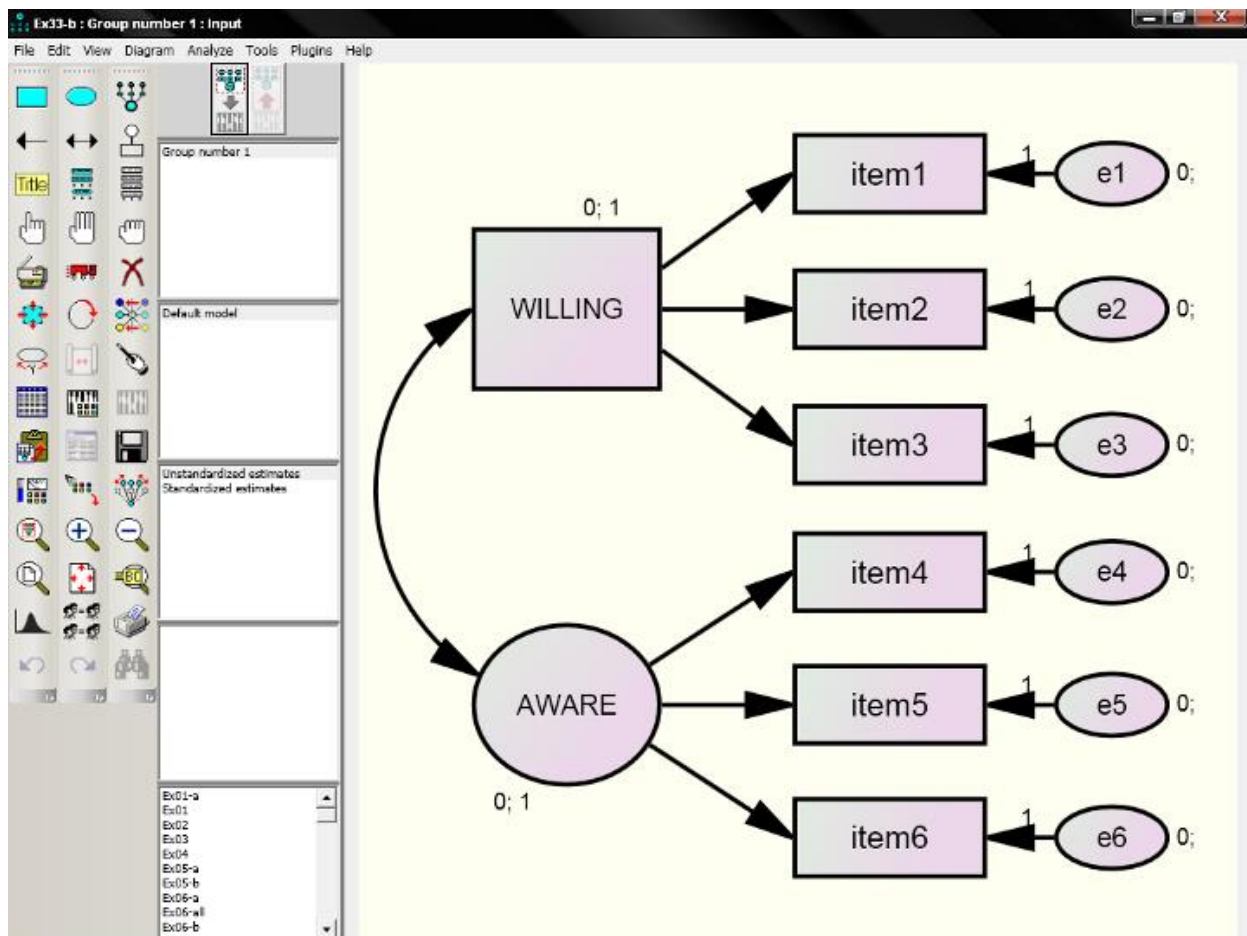 Ex33-b : Group number 1 : Input
File Edit View Diagram Analyze Tools Plugins Help
Title
Group number 1
Default model
Unstandardized estimates
Standardized estimates
Ex01-a
Ex01
Ex02
Ex03
Ex04
Ex05-a
Ex05-b
Ex06-a
Ex06-all
Ex06-b
0; 1
WILLING
item1
1
e1
0;
item2
1
e2
0;
item3
1
e3
0;
item4
1
e4
0;
AWARE
0; 1
item5
1
e5
0;
item6
1
e6
0;